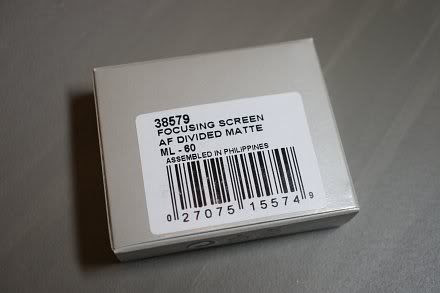 38579
FOCUSING SCREEN
AF DIVIDED MATTE
ML - 60
ASSEMBLED IN PHILIPPINES
0 27075 15574 9